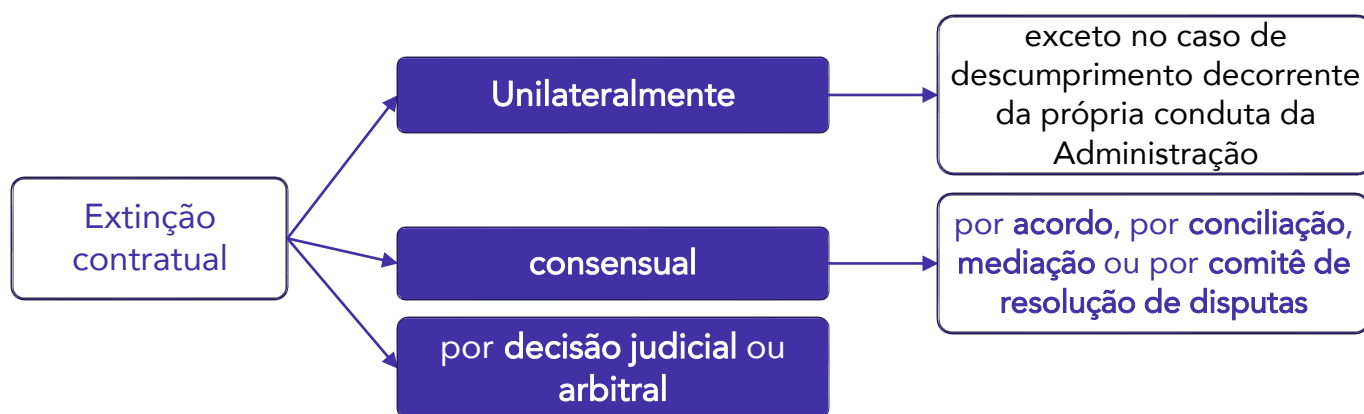 Extinção
contratual
Unilateralmente
exceto no caso de
descumprimento decorrente
da própria conduta da
Administração
consensual
por acordo, por conciliação,
mediação ou por comitê de
resolução de disputas
por decisão judicial ou
arbitral